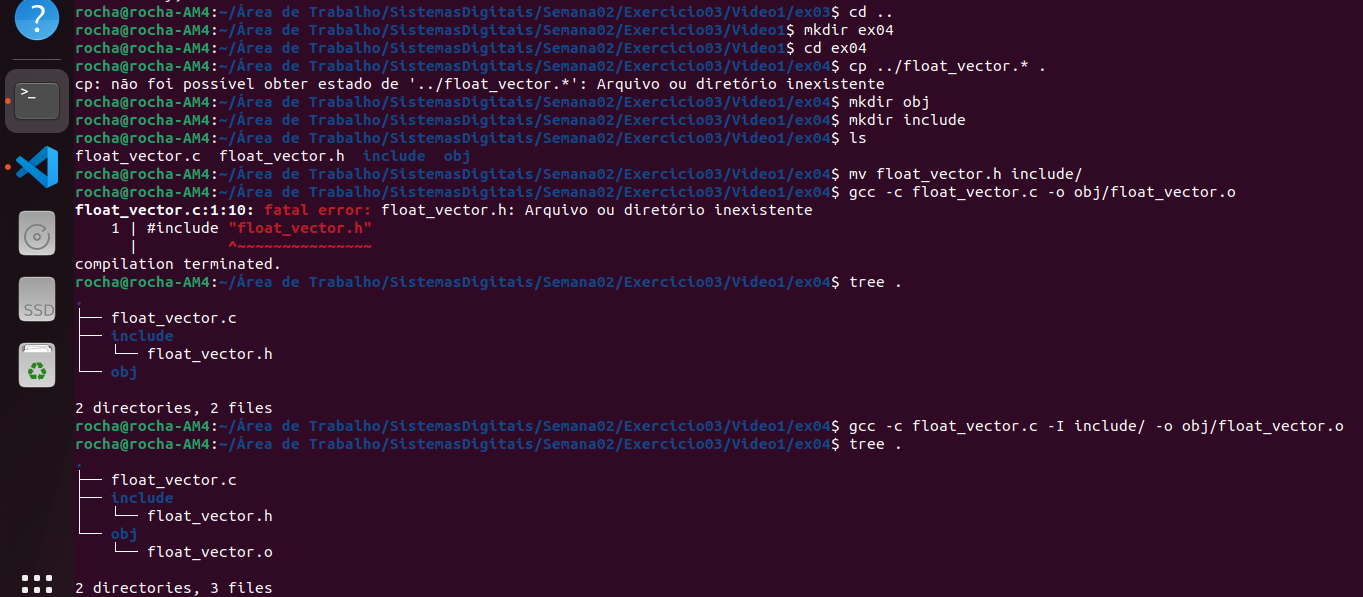 rocha@rocha-AM4:~/Área de Trabalho/SistemasDigitais/Semana02/Exercicio03/Video1/ex03$ cd ..
rocha@rocha-AM4:~/Área de Trabalho/SistemasDigitais/Semana02/Exercicio03/Video1$ mkdir ex04
rocha@rocha-AM4:~/Área de Trabalho/SistemasDigitais/Semana02/Exercicio03/Video1$ cd ex04
rocha@rocha-AM4:~/Área de Trabalho/SistemasDigitais/Semana02/Exercicio03/Video1/ex04$ cp ../float_vector.* .
cp: não foi possível obter estado de '../float_vector.*': Arquivo ou diretório inexistente
rocha@rocha-AM4:~/Área de Trabalho/SistemasDigitais/Semana02/Exercicio03/Video1/ex04$ mkdir obj
rocha@rocha-AM4:~/Área de Trabalho/SistemasDigitais/Semana02/Exercicio03/Video1/ex04$ mkdir include
rocha@rocha-AM4:~/Área de Trabalho/SistemasDigitais/Semana02/Exercicio03/Video1/ex04$ ls
float_vector.c  float_vector.h  include  obj
rocha@rocha-AM4:~/Área de Trabalho/SistemasDigitais/Semana02/Exercicio03/Video1/ex04$ mv float_vector.h include/
rocha@rocha-AM4:~/Área de Trabalho/SistemasDigitais/Semana02/Exercicio03/Video1/ex04$ gcc -c float_vector.c -o obj/float_vector.o
float_vector.c:1:10: fatal error: float_vector.h: Arquivo ou diretório inexistente
    1 | #include "float_vector.h"
      |          ^~~~~~~~~~~~~~~~
compilation terminated.
rocha@rocha-AM4:~/Área de Trabalho/SistemasDigitais/Semana02/Exercicio03/Video1/ex04$ tree .
.
├── float_vector.c
├── include
│   └── float_vector.h
└── obj
2 directories, 2 files
rocha@rocha-AM4:~/Área de Trabalho/SistemasDigitais/Semana02/Exercicio03/Video1/ex04$ gcc -c float_vector.c -I include/ -o obj/float_vector.o
rocha@rocha-AM4:~/Área de Trabalho/SistemasDigitais/Semana02/Exercicio03/Video1/ex04$ tree .
.
├── float_vector.c
├── include
│   └── float_vector.h
└── obj
    └── float_vector.o
2 directories, 3 files
?
>_
SSD